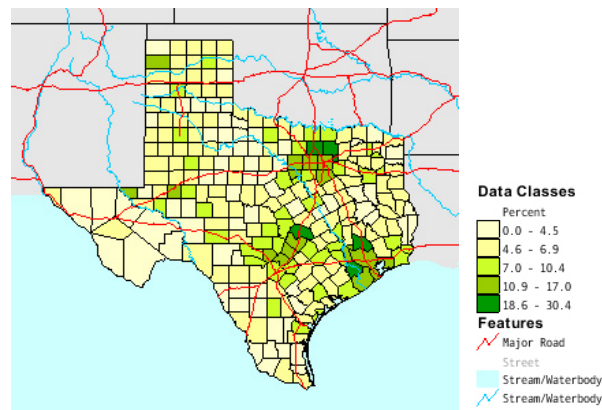 Data Classes
Percent
0.0 - 4.5
4.6 - 6.9
7.0 - 10.4
10.9 - 17.0
18.6 - 30.4
Features
Major Road
Street
Stream/Waterbody
Stream/Waterbody